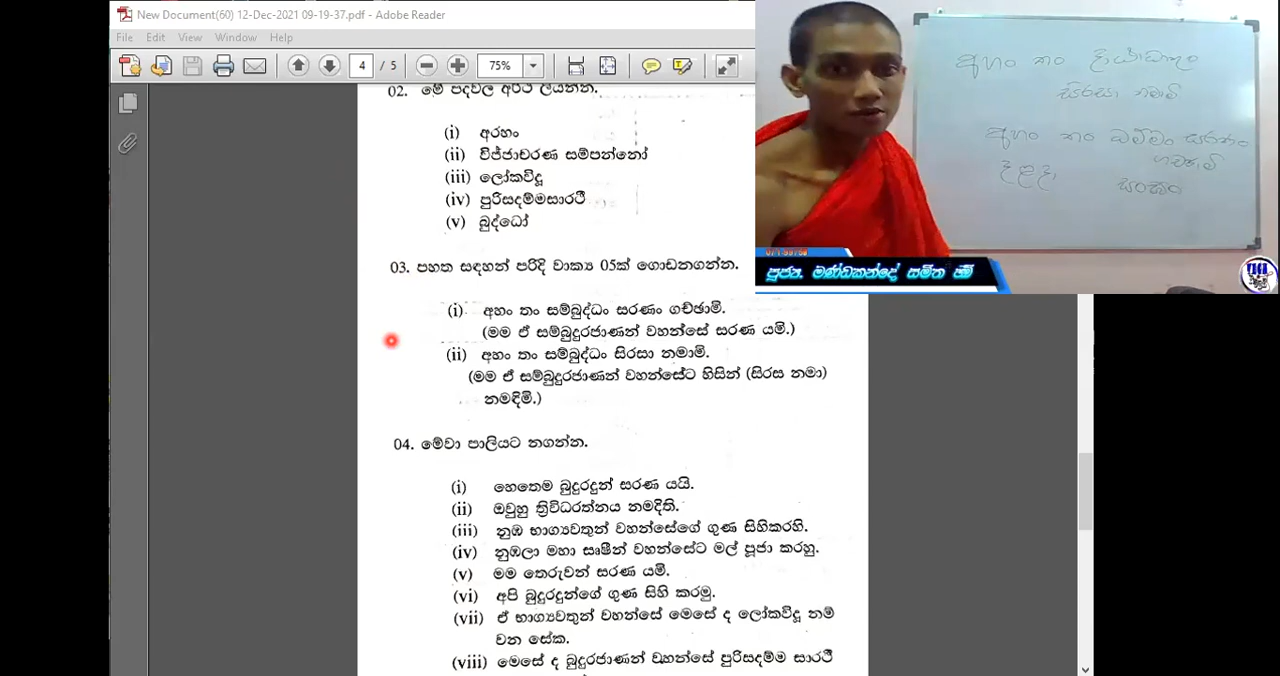 New Document(60) 12-Dec-2021 09-19-37.pdf - Adobe Reader
File Edit View Window Help
4 / 5 75%
02. මේ පදවල අර්ථ ලියන්න.
(i) අරහං
(ii) විජ්ජාචරණ සම්පන්නෝ
(iii) ලෝකවිදූ
(iv) පුරිසදම්මසාරථී
(v) බුද්ධෝ
03. පහත සඳහන් පරිදි වාක්‍ය 05ක් ගොඩනගන්න.
(i) අහං තං සම්බුද්ධං සරණං ගච්ඡාමි.
(මම ඒ සම්බුදුරජාණන් වහන්සේ සරණ යමි.)
(ii) අහං තං සම්බුද්ධං සිරසා නමාමි.
(මම ඒ සම්බුදුරජාණන් වහන්සේට හිසින් (සිරස නමා)
නමදිමි.)
04. මේවා පාලියට නගන්න.
(i) හෙතෙම බුදුරදුන් සරණ යයි.
(ii) ඔවුහු ත්‍රිවිධරත්නය නමදිති.
(iii) නුඹ භාග්‍යවතුන් වහන්සේගේ ගුණ සිහිකරහි.
(iv) නුඹලා මහා සෘෂීන් වහන්සේට මල් පූජා කරහු.
(v) මම තෙරුවන් සරණ යමි.
(vi) අපි බුදුරදුන්ගේ ගුණ සිහි කරමු.
(vii) ඒ භාග්‍යවතුන් වහන්සේ මෙසේ ද ලෝකවිදූ නම්
වන සේක.
(viii) මෙසේ ද බුදුරජාණන් වහන්සේ පුරිසදම්ම සාරථී
අහං තං
සිරසා නමාමි
අහං තං ධම්මං සරණං
ගච්ඡාමි
දළදා සංඝං
පූජ්‍ය මණ්ඩකන්දේ සමිත හිමි